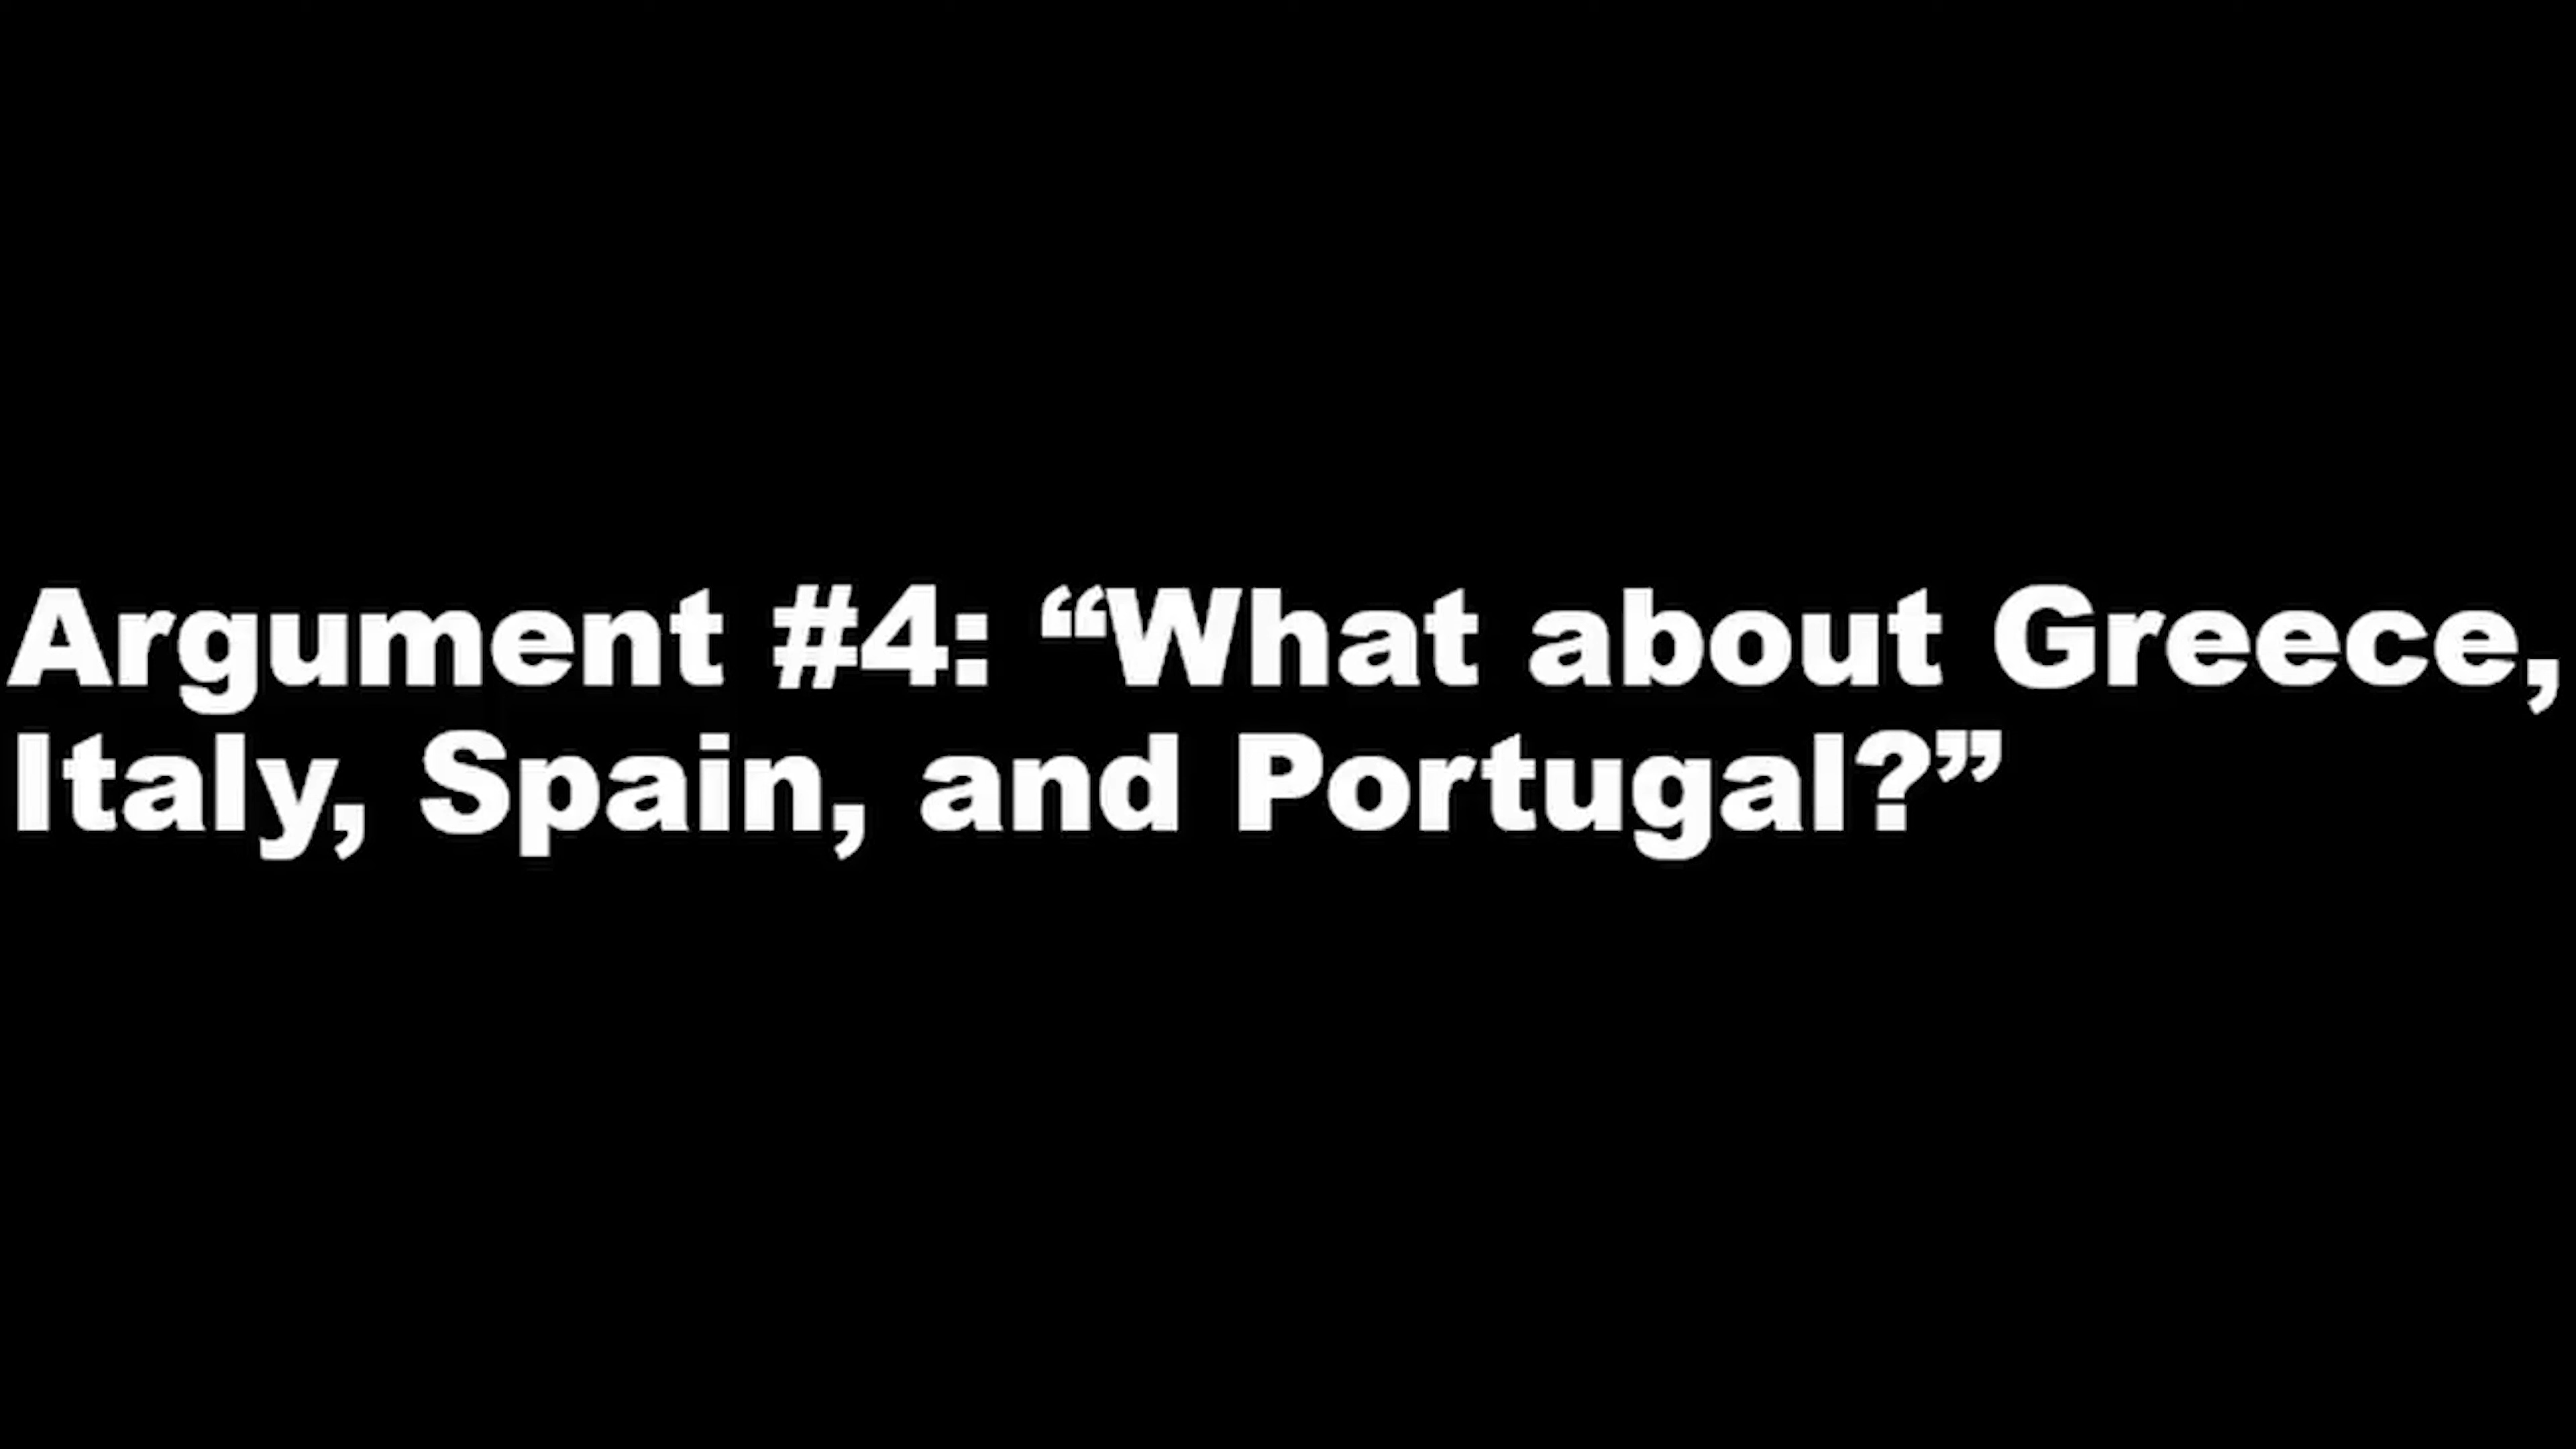 Argument #4: “What about Greece,
Italy, Spain, and Portugal?”